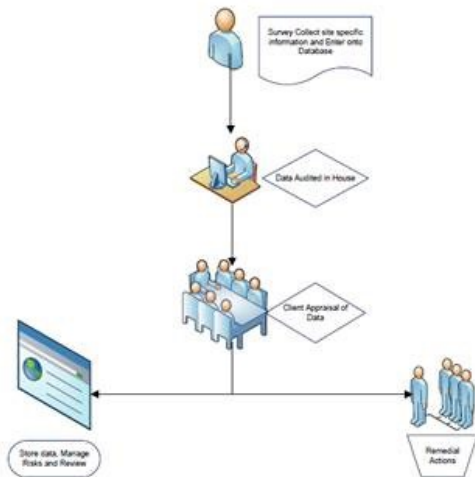 Survey Collect site specific
information and Enter onto
Database
Data Audited in House
Client Appraisal of
Data
Store data, Manage
Risks and Review
Remedial
Actions